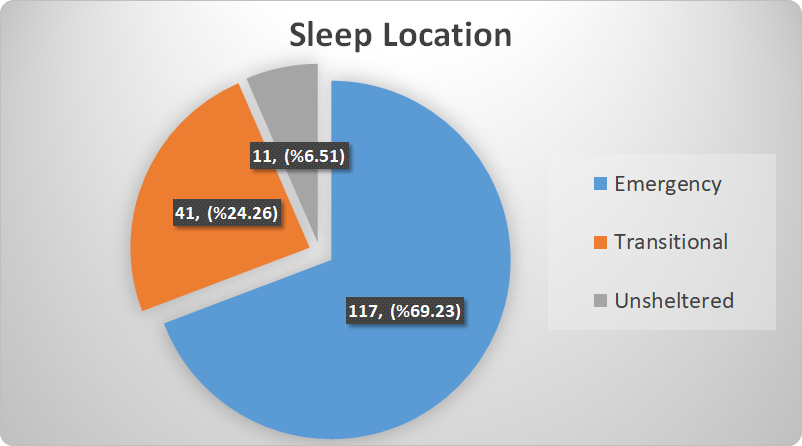 Sleep Location
11, (%6.51)
41, (%24.26)
117, (%69.23)
Emergency
Transitional
Unsheltered